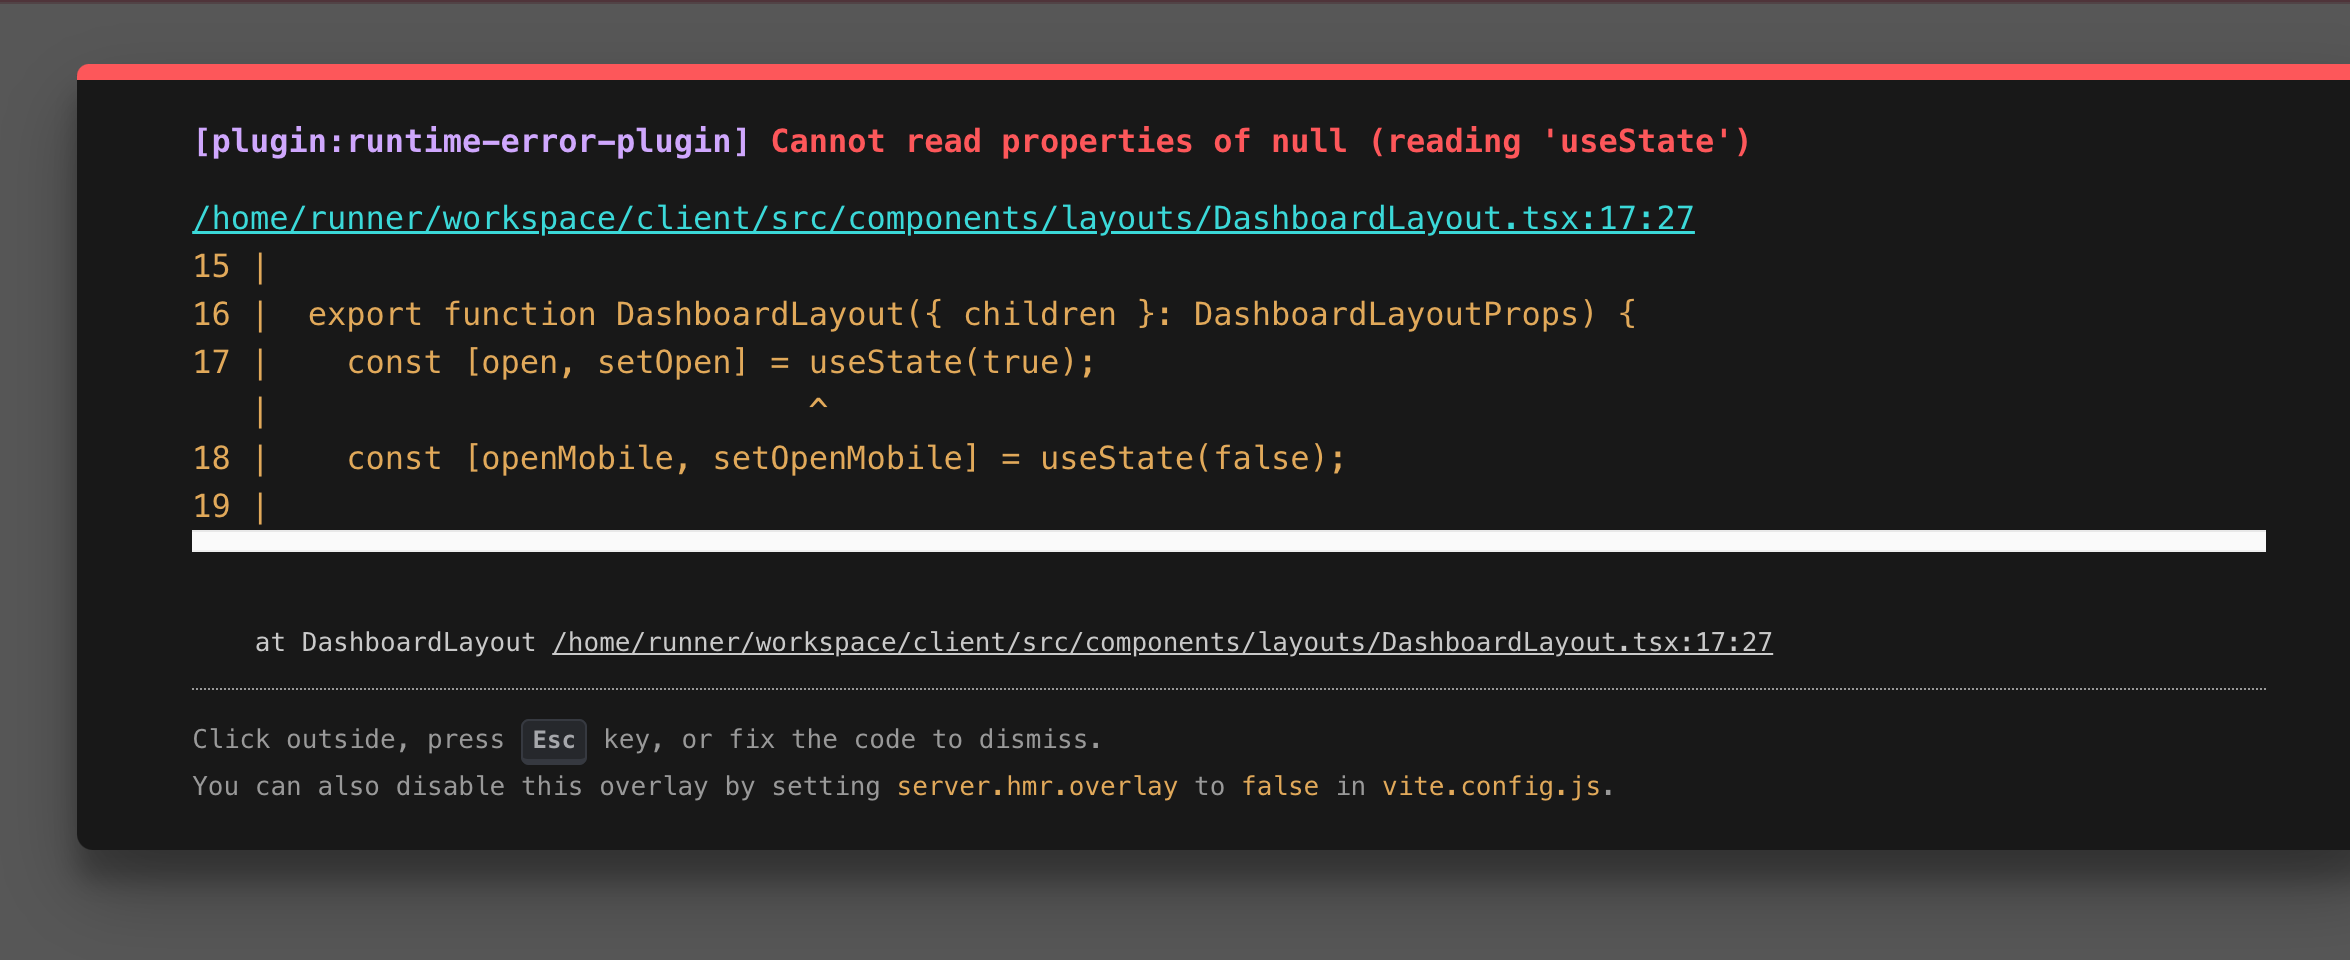 [plugin:runtime-error-plugin] Cannot read properties of null (reading 'useState')
/home/runner/workspace/client/src/components/layouts/DashboardLayout.tsx:17:27
15 |
16 |  export function DashboardLayout({ children }: DashboardLayoutProps) {
17 |    const [open, setOpen] = useState(true);
   |                            ^
18 |    const [openMobile, setOpenMobile] = useState(false);
19 |
at DashboardLayout /home/runner/workspace/client/src/components/layouts/DashboardLayout.tsx:17:27
Click outside, press Esc key, or fix the code to dismiss.
You can also disable this overlay by setting server.hmr.overlay to false in vite.config.js.